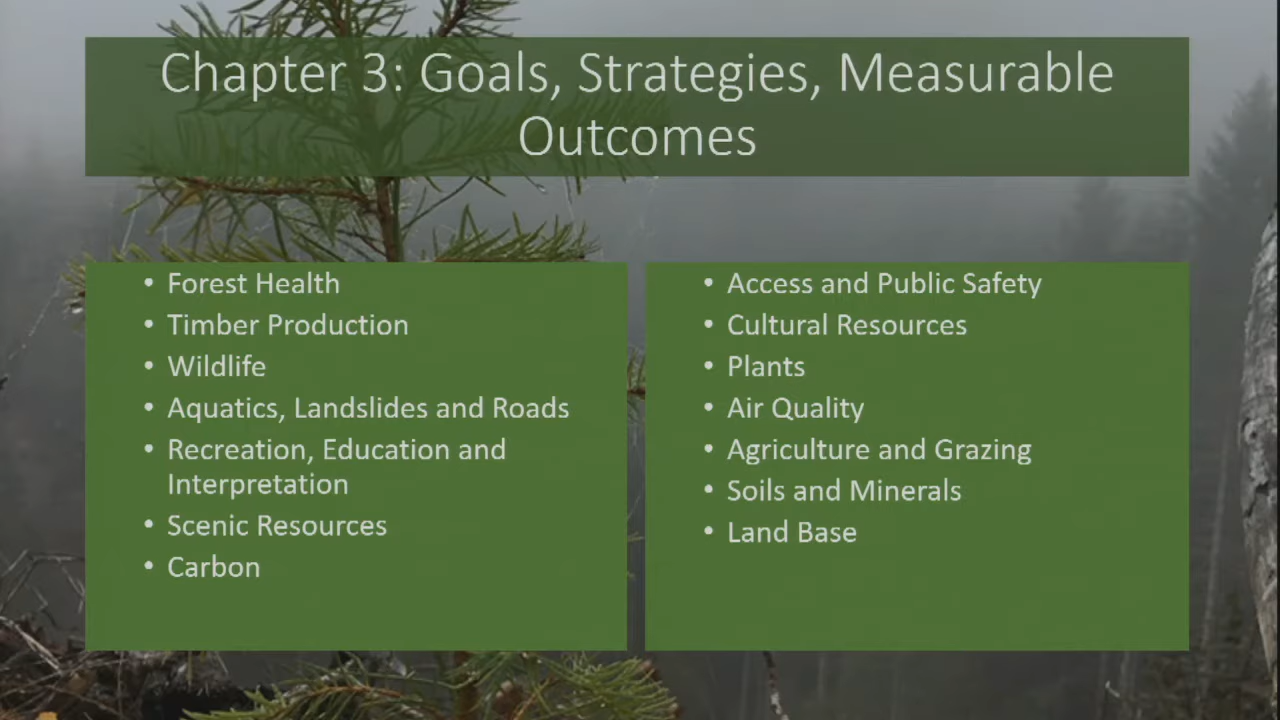 Chapter 3: Goals, Strategies, Measurable
Outcomes
• Forest Health
• Timber Production
• Wildlife
• Aquatics, Landslides and Roads
• Recreation, Education and
Interpretation
• Scenic Resources
• Carbon
• Access and Public Safety
• Cultural Resources
• Plants
• Air Quality
• Agriculture and Grazing
• Soils and Minerals
• Land Base